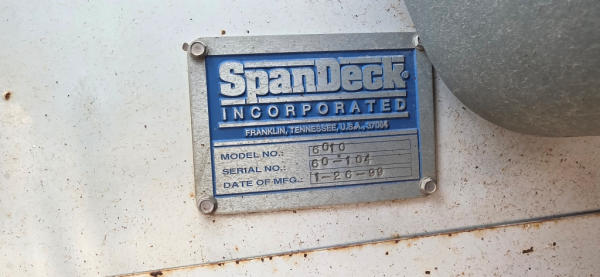 SpanDeck®
INCORPORATED
FRANKLIN, TENNESSEE, U.S.A., 37064
MODEL NO.: 6010
SERIAL NO.: 60-104
DATE OF MFG.: 1-26-99